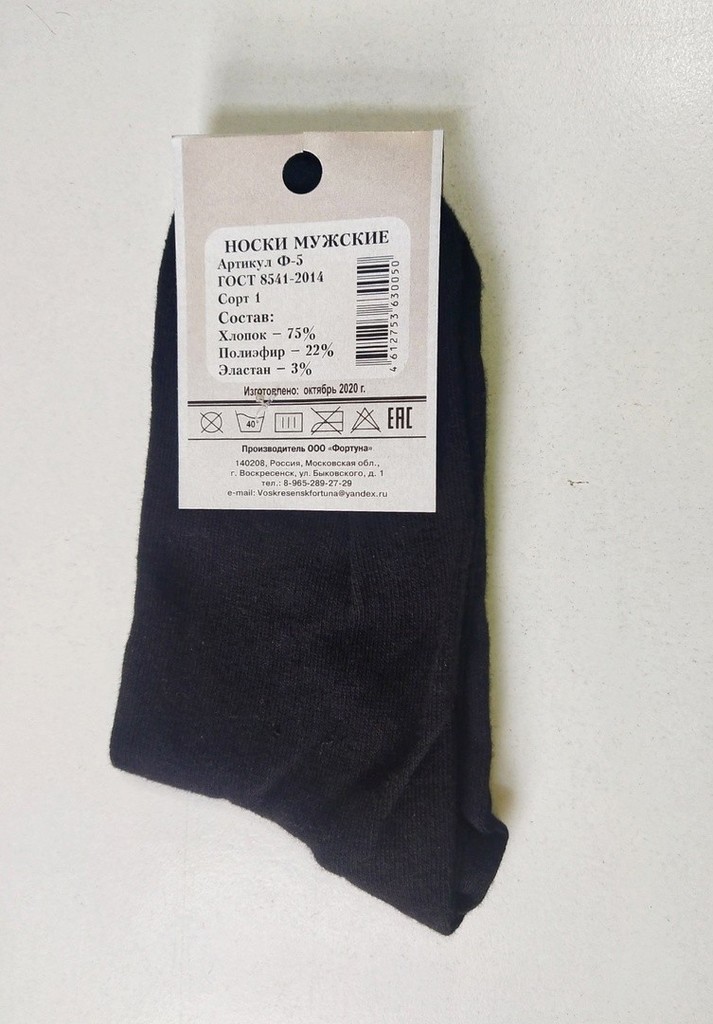 НОСКИ МУЖСКИЕ
Артикул Ф-5
ГОСТ 8541-2014
Сорт 1
Состав:
Хлопок – 75%
Полиэфир – 22%
Эластан – 3%
4 612753 630050
Изготовлено: октябрь 2020 г.
40°
EAC
Производитель ООО «Фортуна»
140208, Россия, Московская обл.,
г. Воскресенск, ул. Быковского, д. 1
тел.: 8-965-289-27-29
e-mail: Voskresenskfortuna@yandex.ru